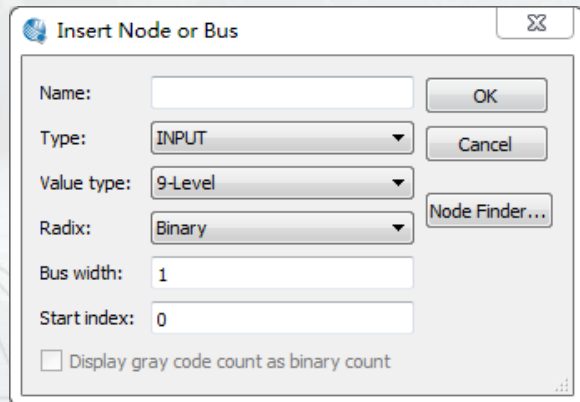 Insert Node or Bus
Name:
OK
Type: INPUT
Cancel
Value type: 9-Level
Node Finder...
Radix: Binary
Bus width: 1
Start index: 0
Display gray code count as binary count